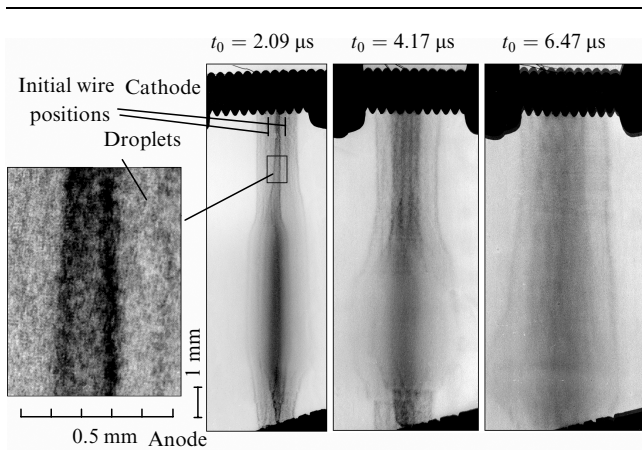 t₀ = 2.09 μs
t₀ = 4.17 μs
t₀ = 6.47 μs
Initial wire positions
Cathode
Droplets
1 mm
0.5 mm
Anode